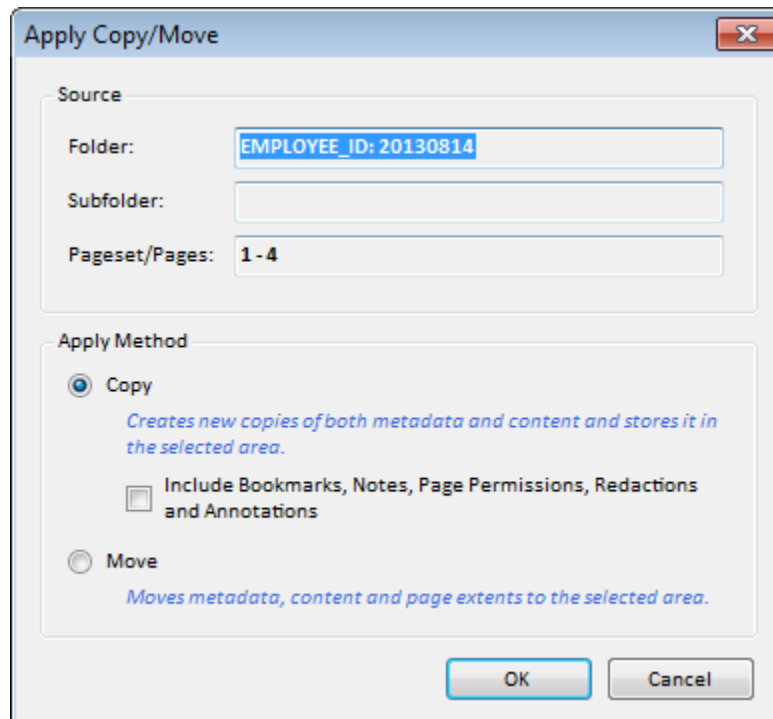 Apply Copy/Move
Source
Folder: EMPLOYEE_ID: 20130814
Subfolder:
Pageset/Pages: 1 - 4
Apply Method
Copy
Creates new copies of both metadata and content and stores it in
the selected area.
Include Bookmarks, Notes, Page Permissions, Redactions
and Annotations
Move
Moves metadata, content and page extents to the selected area.
OK Cancel